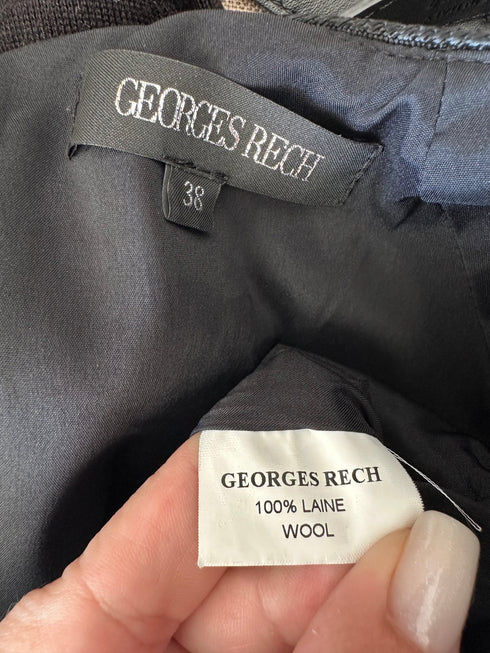 GEORGES RECH
38
GEORGES RECH
100% LAINE
WOOL